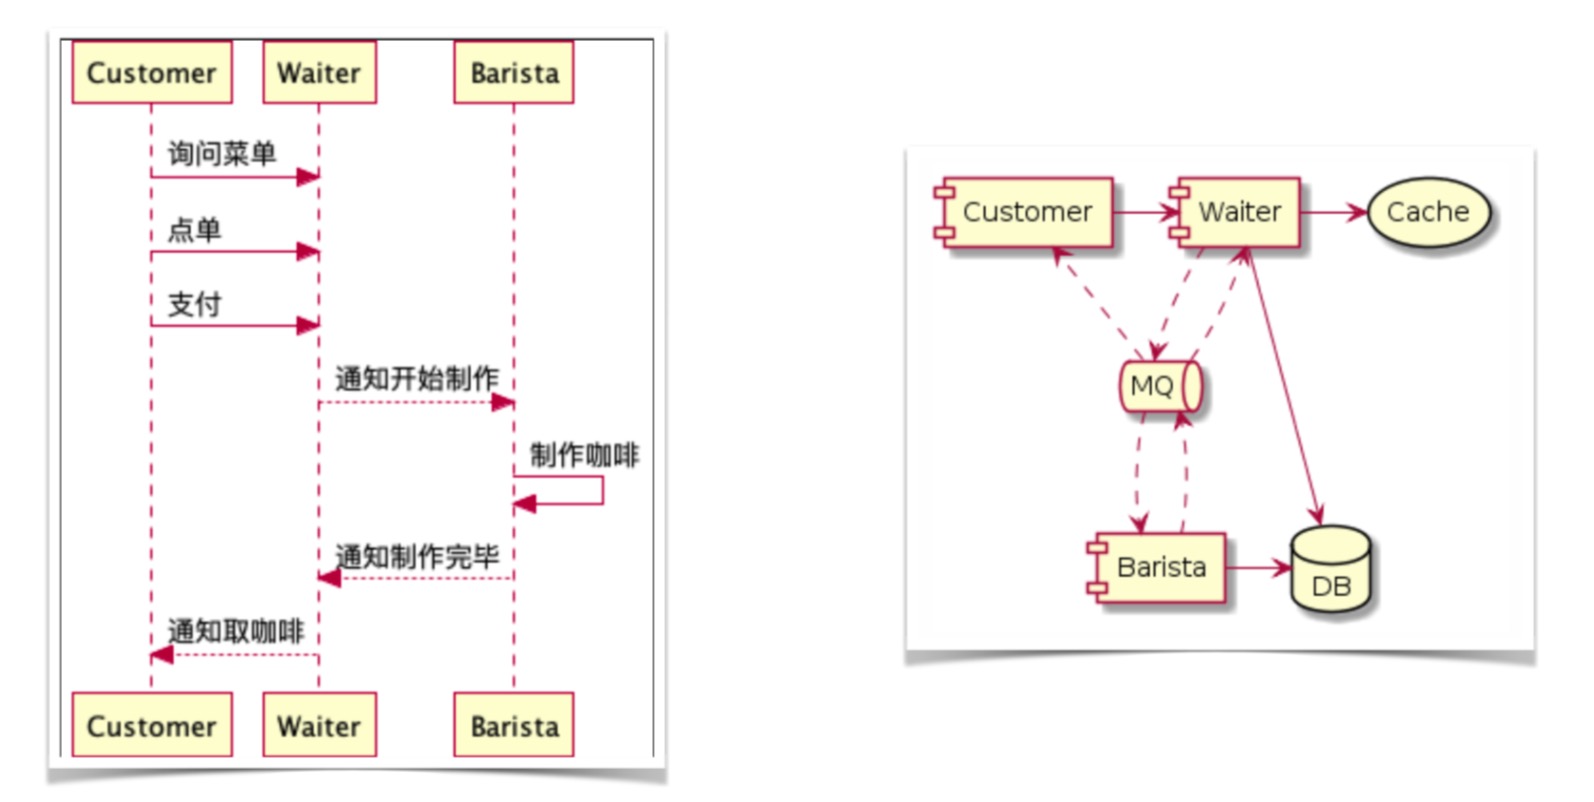 Customer
Waiter
Barista
询问菜单
点单
支付
通知开始制作
制作咖啡
通知制作完毕
通知取咖啡
Customer
Waiter
Barista
Customer
Waiter
Cache
MQ
Barista
DB